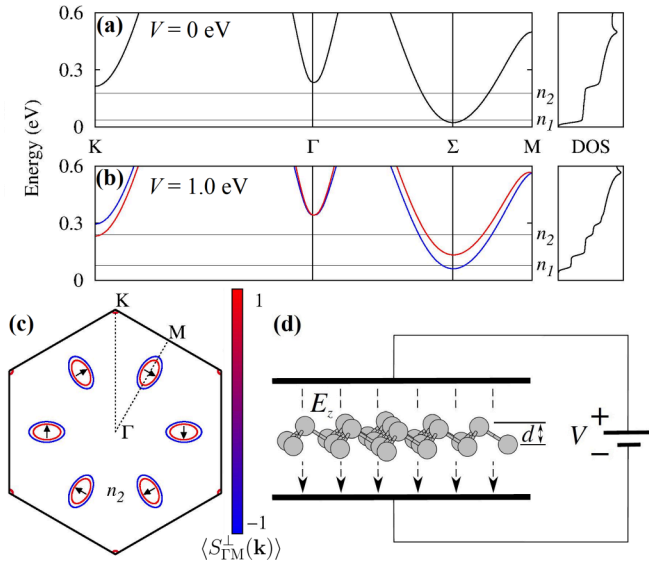 (a) V = 0 eV
0.6
0.3
0
n₂
n₁
K Γ Σ M DOS
Energy (eV)
(b) V = 1.0 eV
0.6
0.3
0
n₂
n₁
(c)
K
M
Γ
n₂
1
−1
⟨S⊥ΓM(k)⟩
(d)
E_z
d
V
+
−